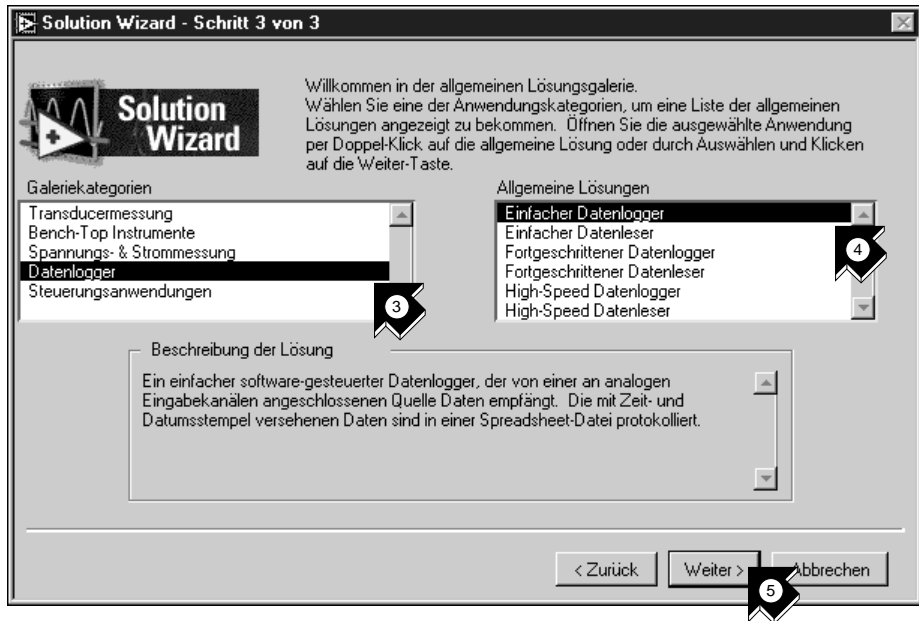 Solution Wizard - Schritt 3 von 3
Solution
Wizard
Willkommen in der allgemeinen Lösungsgalerie.
Wählen Sie eine der Anwendungskategorien, um eine Liste der allgemeinen
Lösungen angezeigt zu bekommen. Öffnen Sie die ausgewählte Anwendung
per Doppel-Klick auf die allgemeine Lösung oder durch Auswählen und Klicken
auf die Weiter-Taste.
Galeriekategorien
Transducermessung
Bench-Top Instrumente
Spannungs- & Strommessung
Datenlogger
Steuerungsanwendungen
3
Allgemeine Lösungen
Einfacher Datenlogger
Einfacher Datenleser
Fortgeschrittener Datenlogger
Fortgeschrittener Datenleser
High-Speed Datenlogger
High-Speed Datenleser
4
Beschreibung der Lösung
Ein einfacher software-gesteuerter Datenlogger, der von einer an analogen
Eingabekanälen angeschlossenen Quelle Daten empfängt. Die mit Zeit- und
Datumsstempel versehenen Daten sind in einer Spreadsheet-Datei protokolliert.
< Zurück
Weiter >
Abbrechen
5